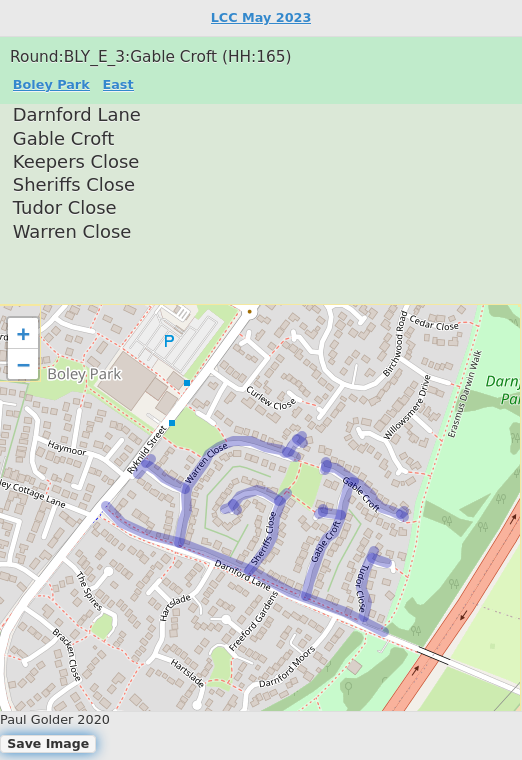 LCC May 2023
Round:BLY_E_3:Gable Croft (HH:165)
Boley Park East
Darnford Lane
Gable Croft
Keepers Close
Sheriffs Close
Tudor Close
Warren Close
+
−
P
Boley Park
Cedar Close
Birchwood Road
Erasmus Darwin Walk
Curlew Close
Willowsmere Drive
Ryknild Street
Haymoor
Warren Close
Gable Croft
Sheriffs Close
Gable Croft
Darnford Lane
Tudor Close
The Spires
Harislade
Freeford Gardens
Bracken Close
Hartslade
Darnford Moors
Paul Golder 2020
Save Image